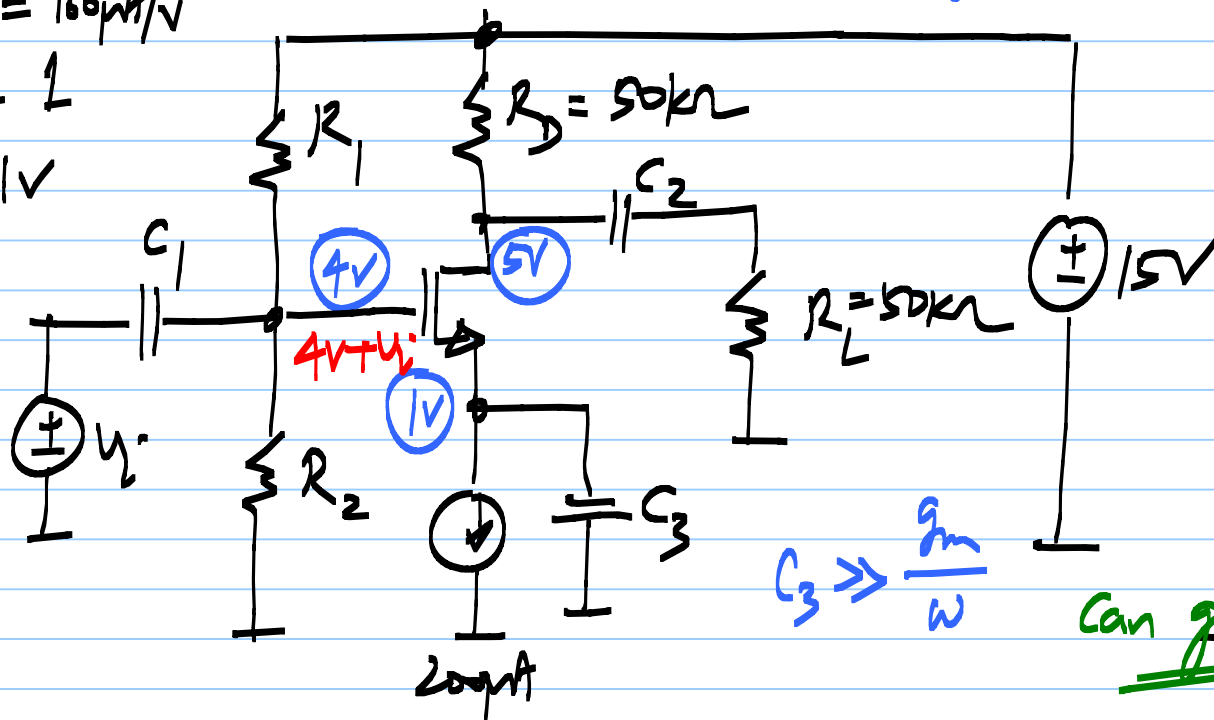 = 100μA/V
1
1V
R1
RD = 50kΩ
C2
C1
4V
5V
15V
4V+vi
RL = 50kΩ
1V
vi
R2
C3
C3 ≫ gm/ω
Can g
200μA